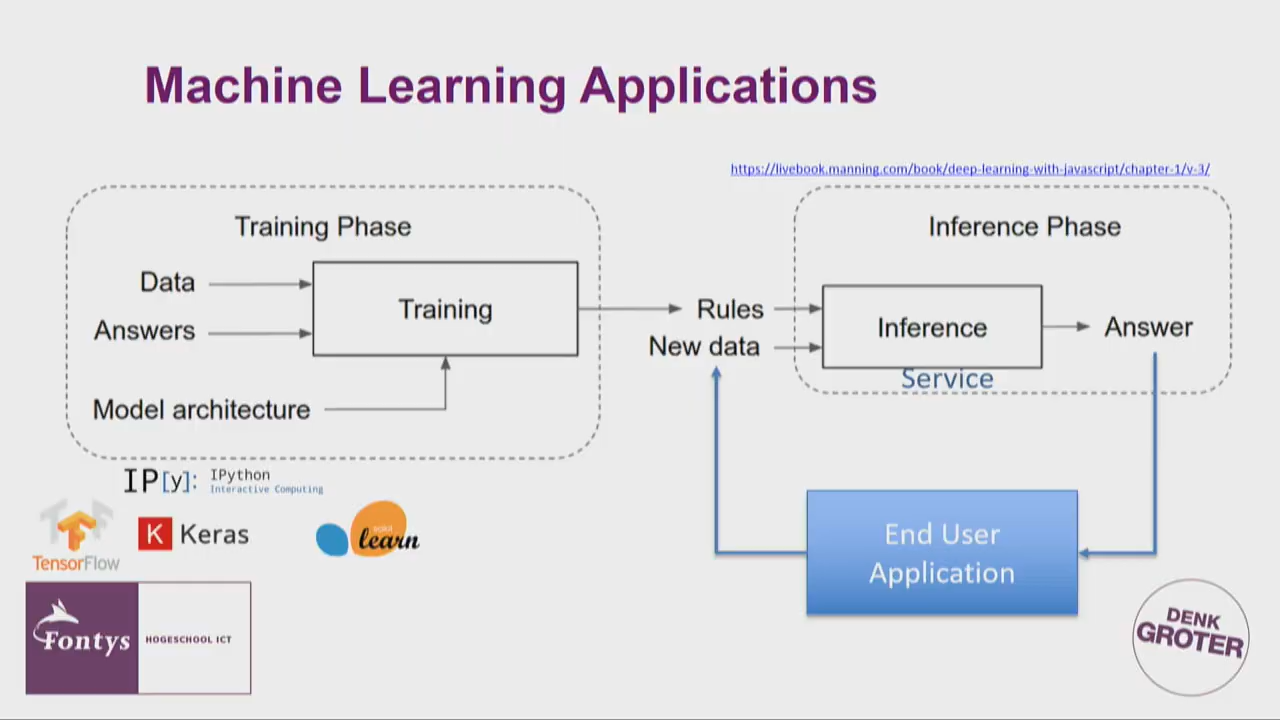 Machine Learning Applications
https://livebook.manning.com/book/deep-learning-with-javascript/chapter-1/v-3/
Training Phase
Data
Answers
Training
Model architecture
Rules
New data
Inference Phase
Inference
Service
Answer
End User
Application
IP[y]:
IPython
Interactive Computing
TensorFlow
K Keras
scikit
learn
Fontys
HOGESCHOOL ICT
DENK
GROTER